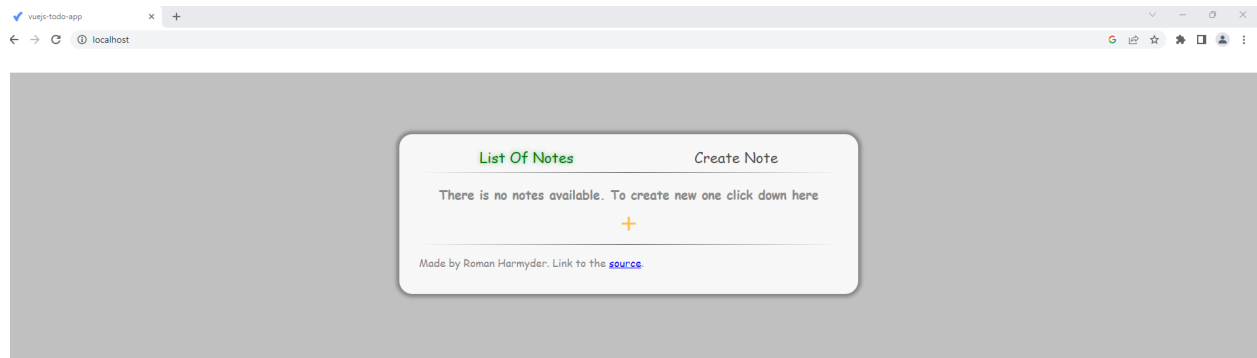 vuejs-todo-app
localhost
List Of Notes Create Note
There is no notes available. To create new one click down here
Made by Roman Harmyder. Link to the source.